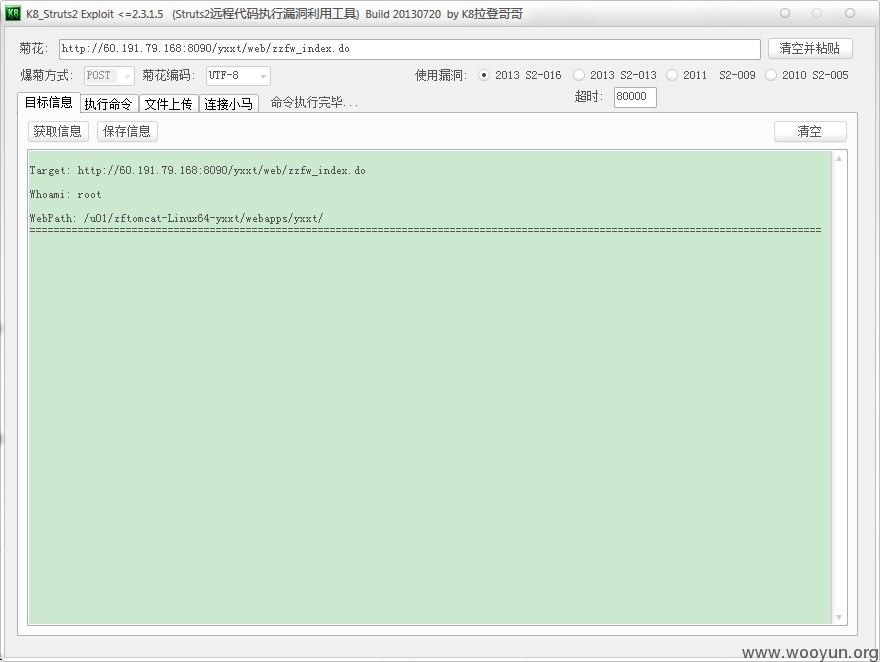 K8 K8_Struts2 Exploit <=2.3.1.5 (Struts2远程代码执行漏洞利用工具) Build 20130720 by K8拉登哥哥
菊花: http://60.191.79.168:8090/yxxt/web/zzfw_index.do 清空并粘贴
爆菊方式: POST 菊花编码: UTF-8 使用漏洞: 2013 S2-016 2013 S2-013 2011 S2-009 2010 S2-005
目标信息 执行命令 文件上传 连接小马 命令执行完毕... 超时: 80000
获取信息 保存信息 清空
Target: http://60.191.79.168:8090/yxxt/web/zzfw_index.do
Whoami: root
WebPath: /u01/zftomcat-Linux64-yxxt/webapps/yxxt/
====================================================================================================================================
www.wooyun.org